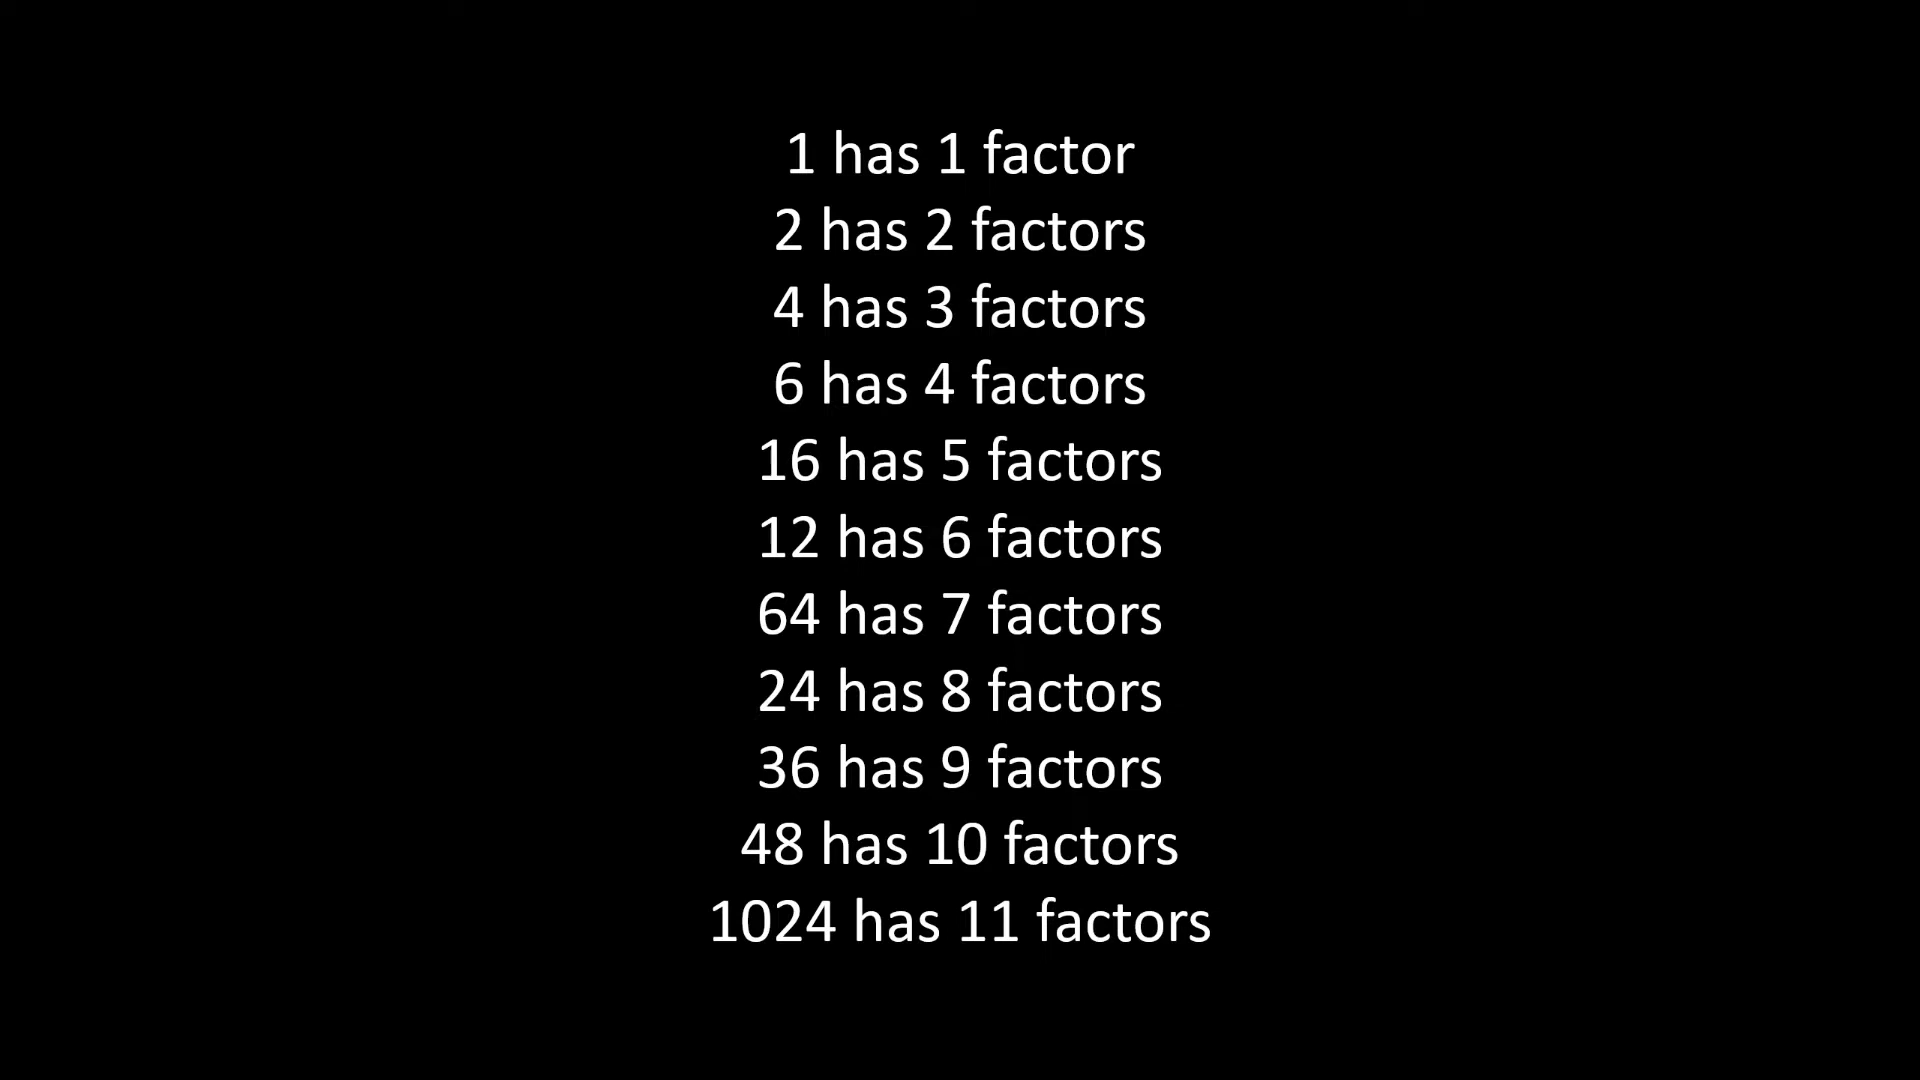 1 has 1 factor
2 has 2 factors
4 has 3 factors
6 has 4 factors
16 has 5 factors
12 has 6 factors
64 has 7 factors
24 has 8 factors
36 has 9 factors
48 has 10 factors
1024 has 11 factors